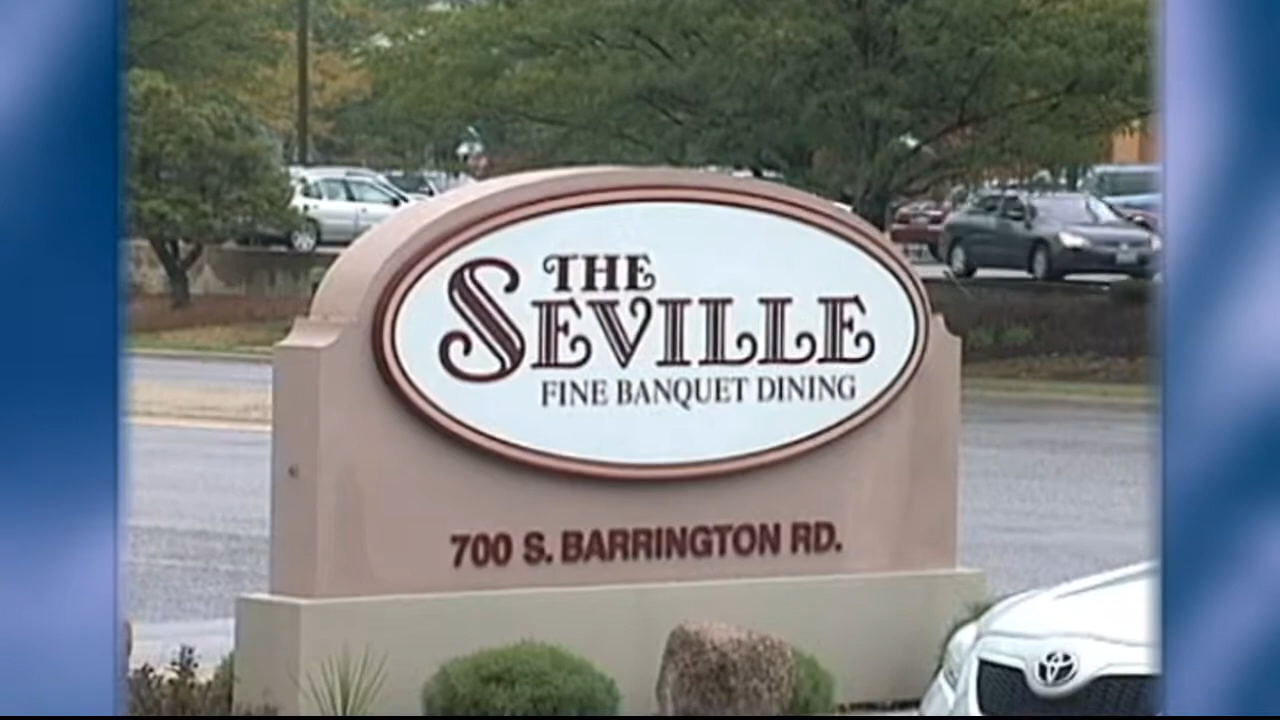 THE
SEVILLE
FINE BANQUET DINING
700 S. BARRINGTON RD.